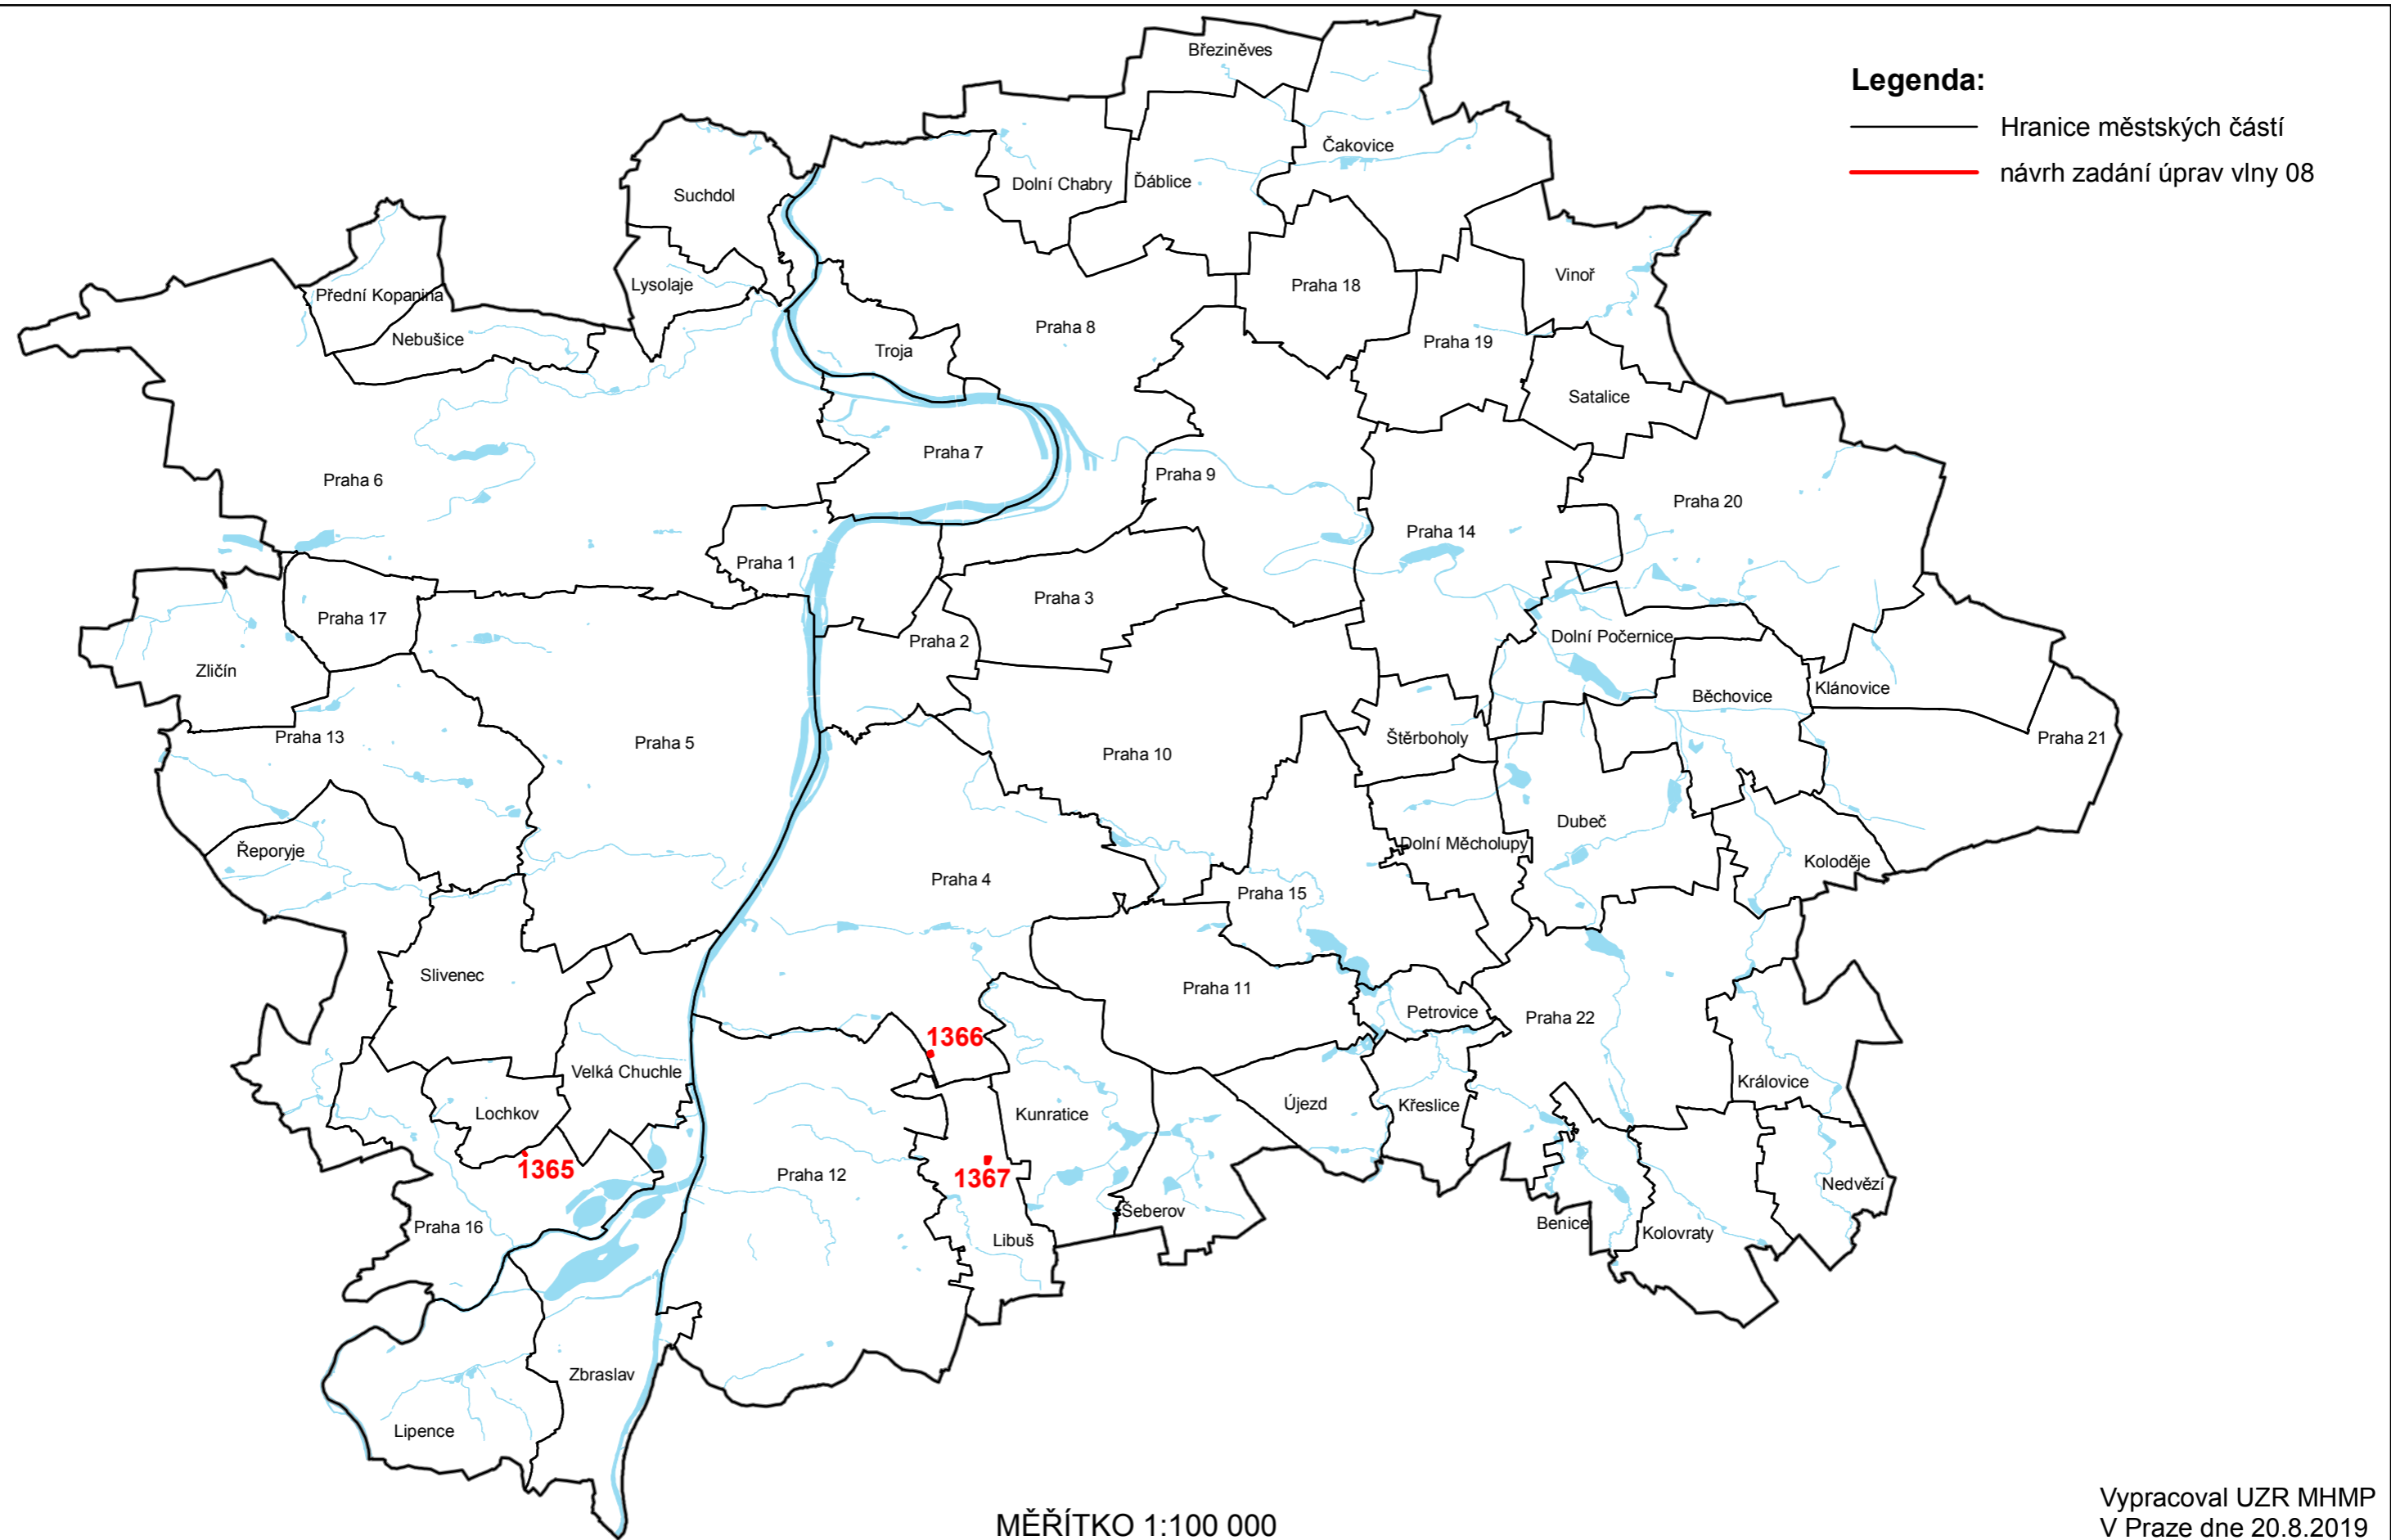 Březiněves
Legenda:
Hranice městských částí
návrh zadání úprav vlny 08
Čakovice
Dolní Chabry
Ďáblice
Suchdol
Vinoř
Lysolaje
Praha 18
Přední Kopanina
Praha 8
Nebušice
Praha 19
Troja
Satalice
Praha 7
Praha 9
Praha 6
Praha 20
Praha 14
Praha 1
Praha 3
Praha 17
Dolní Počernice
Praha 2
Zličín
Klánovice
Běchovice
Praha 13
Praha 5
Štěrboholy
Praha 21
Praha 10
Dubeč
Dolní Měcholupy
Řeporyje
Koloděje
Praha 4
Praha 15
Slivenec
Praha 11
Petrovice
Praha 22
1366
Velká Chuchle
Královice
Lochkov
Kunratice
Újezd
Křeslice
1365
1367
Praha 12
Nedvězí
Šeberov
Praha 16
Benice
Kolovraty
Libuš
Zbraslav
Lipence
MĚŘÍTKO 1:100 000
Vypracoval UZR MHMP
V Praze dne 20.8.2019